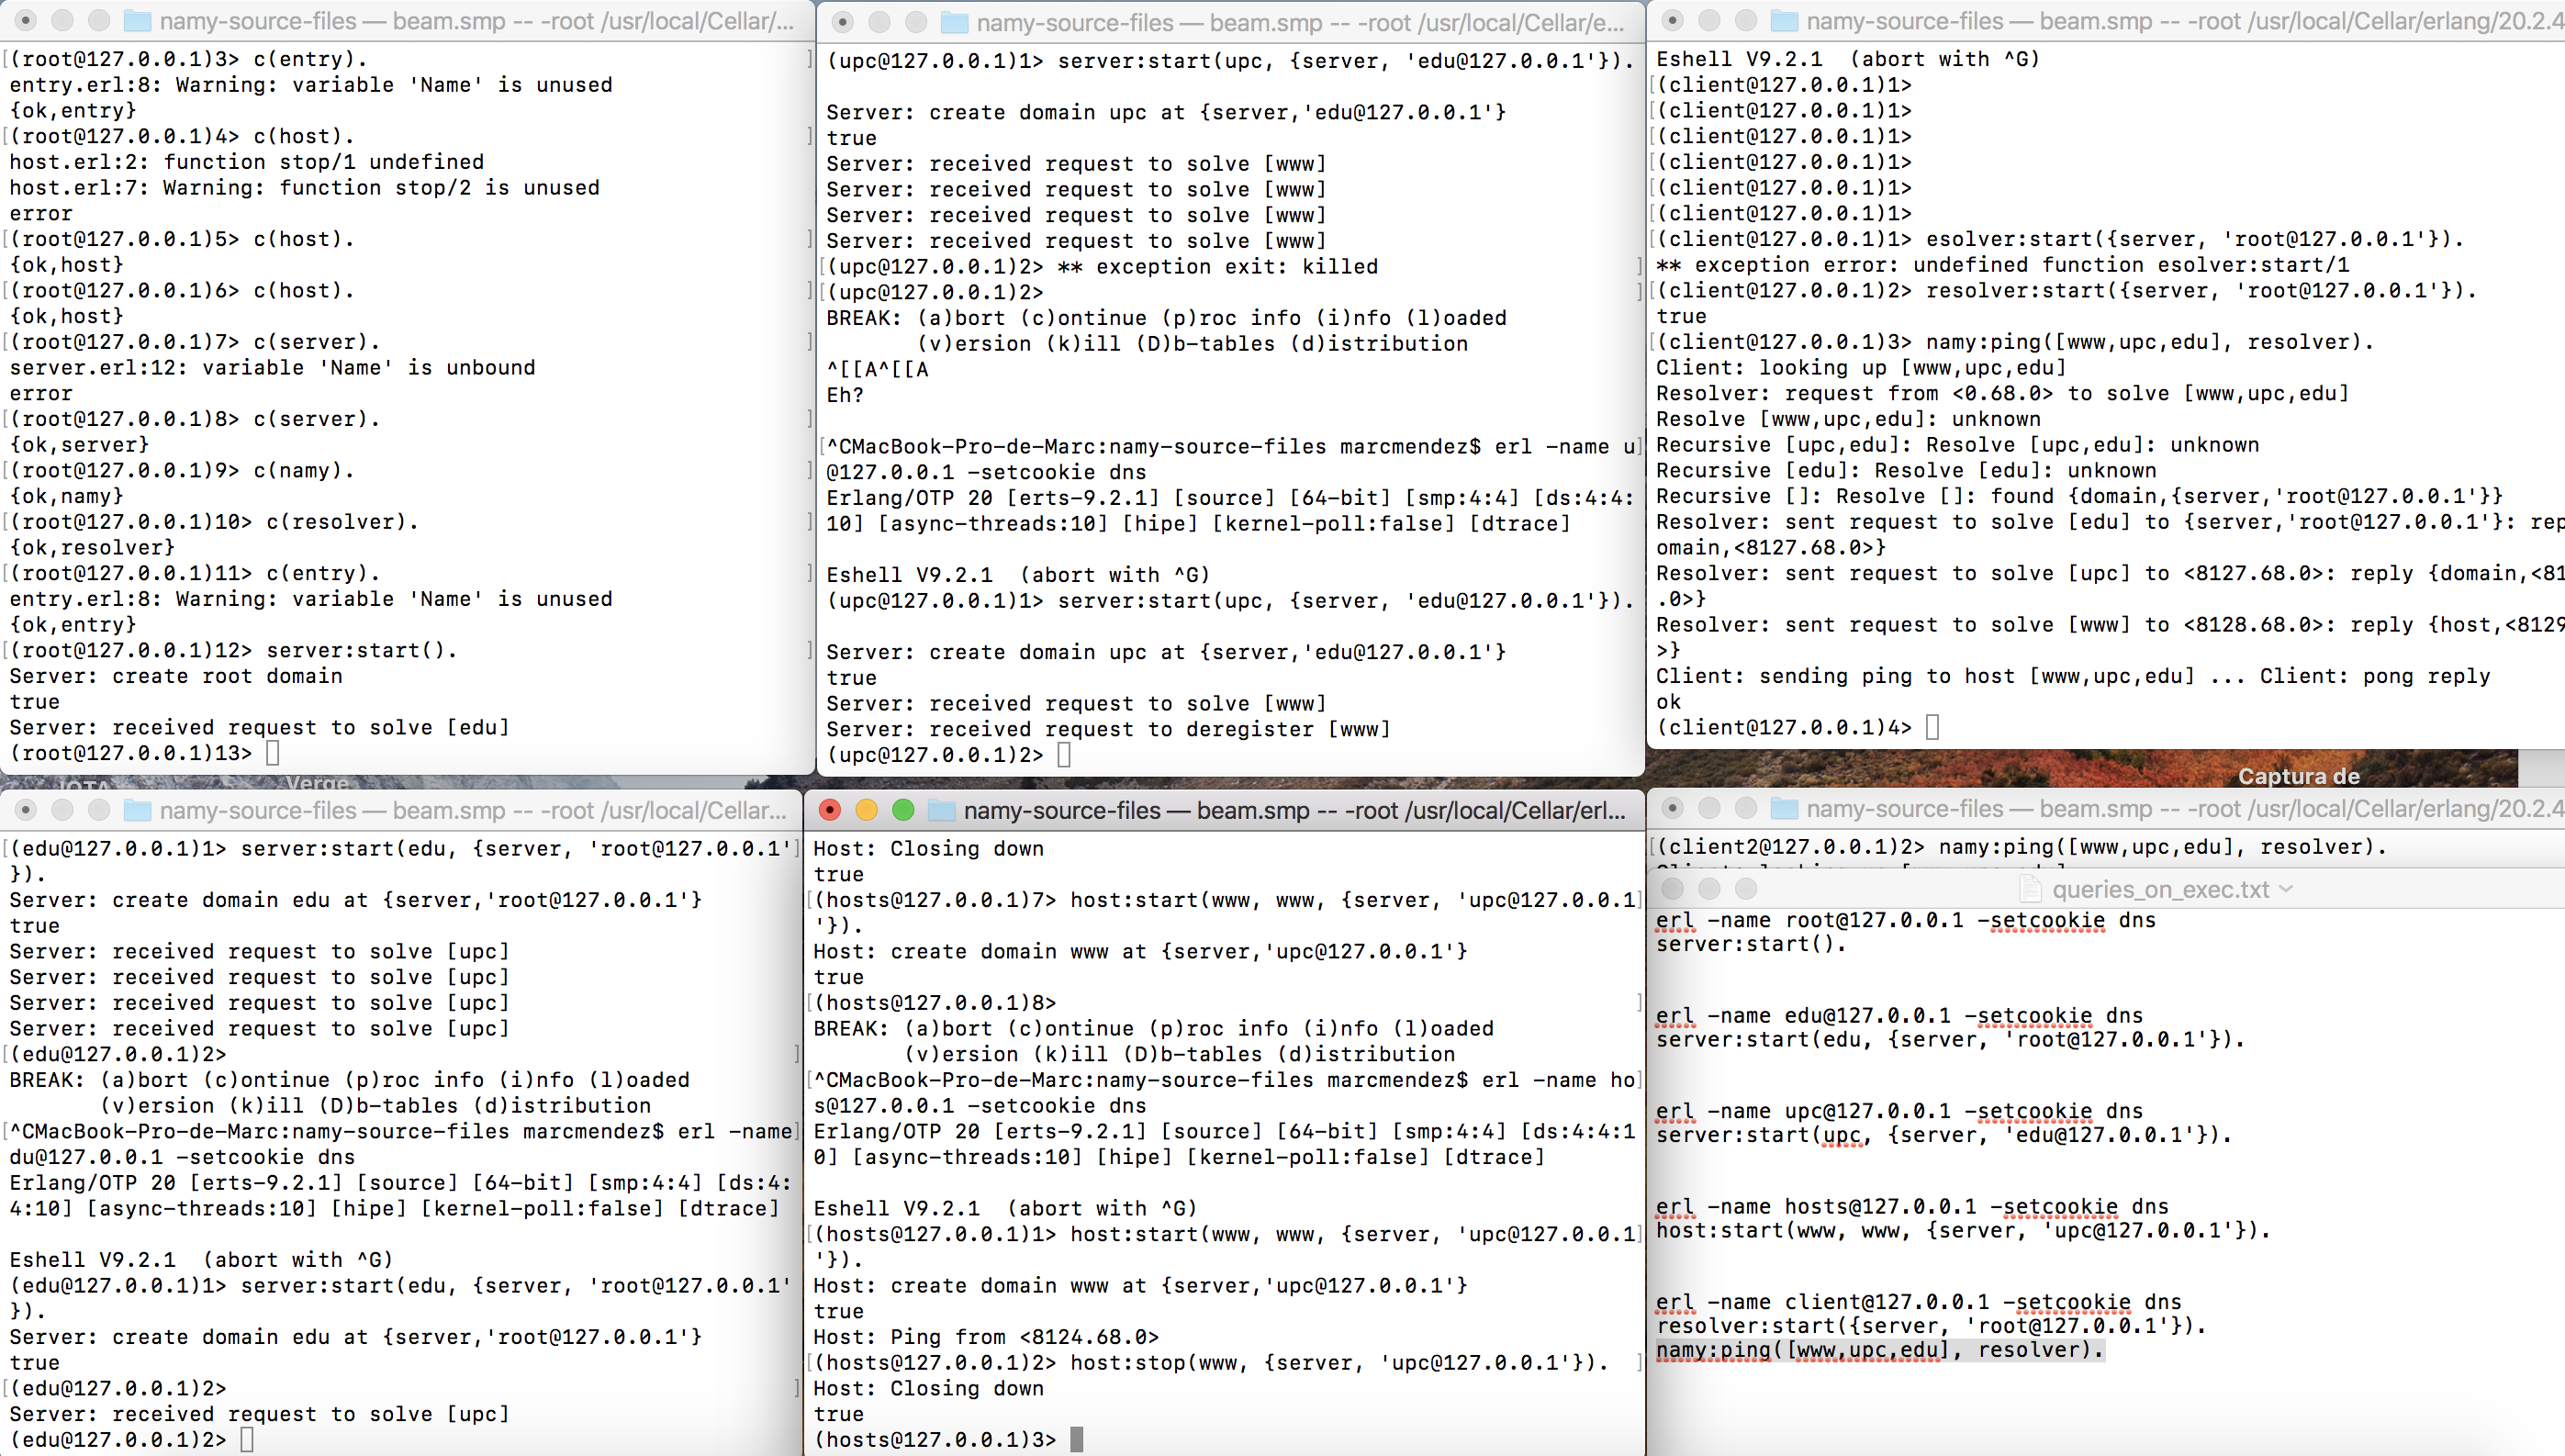 namy-source-files — beam.smp -- -root /usr/local/Cellar/...
[(root@127.0.0.1)3> c(entry). ]
entry.erl:8: Warning: variable 'Name' is unused
{ok,entry}
[(root@127.0.0.1)4> c(host). ]
host.erl:2: function stop/1 undefined
host.erl:7: Warning: function stop/2 is unused
error
[(root@127.0.0.1)5> c(host). ]
{ok,host}
[(root@127.0.0.1)6> c(host). ]
{ok,host}
[(root@127.0.0.1)7> c(server). ]
server.erl:12: variable 'Name' is unbound
error
[(root@127.0.0.1)8> c(server). ]
{ok,server}
[(root@127.0.0.1)9> c(namy). ]
{ok,namy}
[(root@127.0.0.1)10> c(resolver). ]
{ok,resolver}
[(root@127.0.0.1)11> c(entry). ]
entry.erl:8: Warning: variable 'Name' is unused
{ok,entry}
[(root@127.0.0.1)12> server:start(). ]
Server: create root domain
true
Server: received request to solve [edu]
(root@127.0.0.1)13>
namy-source-files — beam.smp -- -root /usr/local/Cellar/e...
(upc@127.0.0.1)1> server:start(upc, {server, 'edu@127.0.0.1'}).
Server: create domain upc at {server,'edu@127.0.0.1'}
true
Server: received request to solve [www]
Server: received request to solve [www]
Server: received request to solve [www]
Server: received request to solve [www]
[(upc@127.0.0.1)2> ** exception exit: killed ]
[(upc@127.0.0.1)2> ]
BREAK: (a)bort (c)ontinue (p)roc info (i)nfo (l)oaded
(v)ersion (k)ill (D)b-tables (d)istribution
^[[A^[[A
Eh?
[^CMacBook-Pro-de-Marc:namy-source-files marcmendez$ erl -name u]
@127.0.0.1 -setcookie dns
Erlang/OTP 20 [erts-9.2.1] [source] [64-bit] [smp:4:4] [ds:4:4:
10] [async-threads:10] [hipe] [kernel-poll:false] [dtrace]
Eshell V9.2.1 (abort with ^G)
(upc@127.0.0.1)1> server:start(upc, {server, 'edu@127.0.0.1'}).
Server: create domain upc at {server,'edu@127.0.0.1'}
true
Server: received request to solve [www]
Server: received request to deregister [www]
(upc@127.0.0.1)2>
namy-source-files — beam.smp -- -root /usr/local/Cellar/erlang/20.2.4
Eshell V9.2.1 (abort with ^G)
[(client@127.0.0.1)1>
[(client@127.0.0.1)1>
[(client@127.0.0.1)1>
[(client@127.0.0.1)1>
[(client@127.0.0.1)1>
[(client@127.0.0.1)1>
[(client@127.0.0.1)1> esolver:start({server, 'root@127.0.0.1'}).
** exception error: undefined function esolver:start/1
[(client@127.0.0.1)2> resolver:start({server, 'root@127.0.0.1'}).
true
[(client@127.0.0.1)3> namy:ping([www,upc,edu], resolver).
Client: looking up [www,upc,edu]
Resolver: request from <0.68.0> to solve [www,upc,edu]
Resolve [www,upc,edu]: unknown
Recursive [upc,edu]: Resolve [upc,edu]: unknown
Recursive [edu]: Resolve [edu]: unknown
Recursive []: Resolve []: found {domain,{server,'root@127.0.0.1'}}
Resolver: sent request to solve [edu] to {server,'root@127.0.0.1'}: rep
omain,<8127.68.0>}
Resolver: sent request to solve [upc] to <8127.68.0>: reply {domain,<81
.0>}
Resolver: sent request to solve [www] to <8128.68.0>: reply {host,<8129
>}
Client: sending ping to host [www,upc,edu] ... Client: pong reply
ok
(client@127.0.0.1)4>
Verge
Captura de
namy-source-files — beam.smp -- -root /usr/local/Cellar...
[(edu@127.0.0.1)1> server:start(edu, {server, 'root@127.0.0.1']
}).
Server: create domain edu at {server,'root@127.0.0.1'}
true
Server: received request to solve [upc]
Server: received request to solve [upc]
Server: received request to solve [upc]
Server: received request to solve [upc]
[(edu@127.0.0.1)2> ]
BREAK: (a)bort (c)ontinue (p)roc info (i)nfo (l)oaded
(v)ersion (k)ill (D)b-tables (d)istribution
[^CMacBook-Pro-de-Marc:namy-source-files marcmendez$ erl -name]
du@127.0.0.1 -setcookie dns
Erlang/OTP 20 [erts-9.2.1] [source] [64-bit] [smp:4:4] [ds:4:
4:10] [async-threads:10] [hipe] [kernel-poll:false] [dtrace]
Eshell V9.2.1 (abort with ^G)
(edu@127.0.0.1)1> server:start(edu, {server, 'root@127.0.0.1'
}).
Server: create domain edu at {server,'root@127.0.0.1'}
true
[(edu@127.0.0.1)2> ]
Server: received request to solve [upc]
(edu@127.0.0.1)2>
namy-source-files — beam.smp -- -root /usr/local/Cellar/erl...
Host: Closing down
true
[(hosts@127.0.0.1)7> host:start(www, www, {server, 'upc@127.0.0.1]
'}).
Host: create domain www at {server,'upc@127.0.0.1'}
true
[(hosts@127.0.0.1)8> ]
BREAK: (a)bort (c)ontinue (p)roc info (i)nfo (l)oaded
(v)ersion (k)ill (D)b-tables (d)istribution
[^CMacBook-Pro-de-Marc:namy-source-files marcmendez$ erl -name ho]
s@127.0.0.1 -setcookie dns
Erlang/OTP 20 [erts-9.2.1] [source] [64-bit] [smp:4:4] [ds:4:4:1
0] [async-threads:10] [hipe] [kernel-poll:false] [dtrace]
Eshell V9.2.1 (abort with ^G)
[(hosts@127.0.0.1)1> host:start(www, www, {server, 'upc@127.0.0.1]
'}).
Host: create domain www at {server,'upc@127.0.0.1'}
true
Host: Ping from <8124.68.0>
[(hosts@127.0.0.1)2> host:stop(www, {server, 'upc@127.0.0.1'}). ]
Host: Closing down
true
(hosts@127.0.0.1)3>
namy-source-files — beam.smp -- -root /usr/local/Cellar/erlang/20.2.4
[(client2@127.0.0.1)2> namy:ping([www,upc,edu], resolver).
queries_on_exec.txt
erl -name root@127.0.0.1 -setcookie dns
server:start().
erl -name edu@127.0.0.1 -setcookie dns
server:start(edu, {server, 'root@127.0.0.1'}).
erl -name upc@127.0.0.1 -setcookie dns
server:start(upc, {server, 'edu@127.0.0.1'}).
erl -name hosts@127.0.0.1 -setcookie dns
host:start(www, www, {server, 'upc@127.0.0.1'}).
erl -name client@127.0.0.1 -setcookie dns
resolver:start({server, 'root@127.0.0.1'}).
namy:ping([www,upc,edu], resolver).